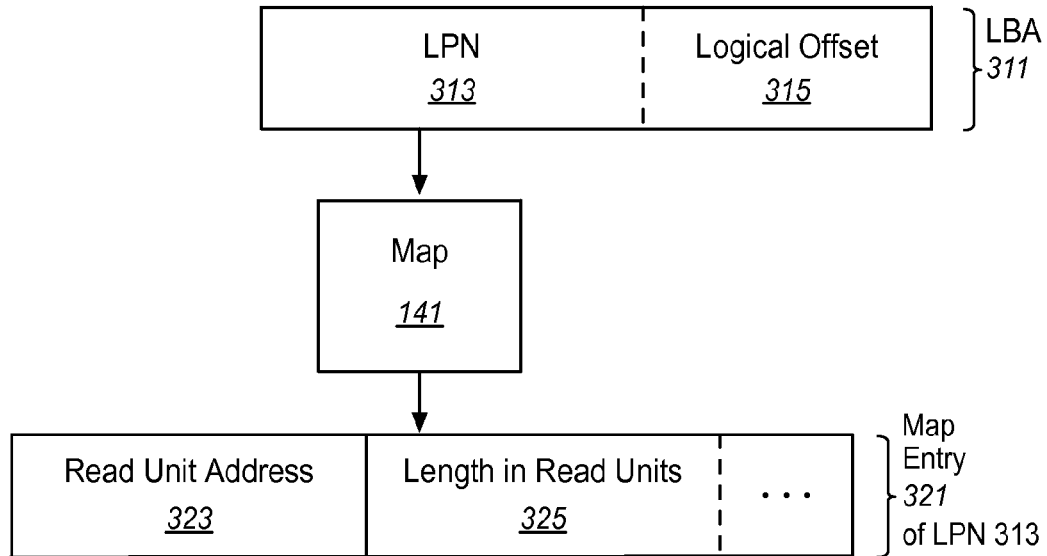 LPN
313
Logical Offset
315
LBA
311
Map
141
Read Unit Address
323
Length in Read Units
325
...
Map
Entry
321
of LPN 313